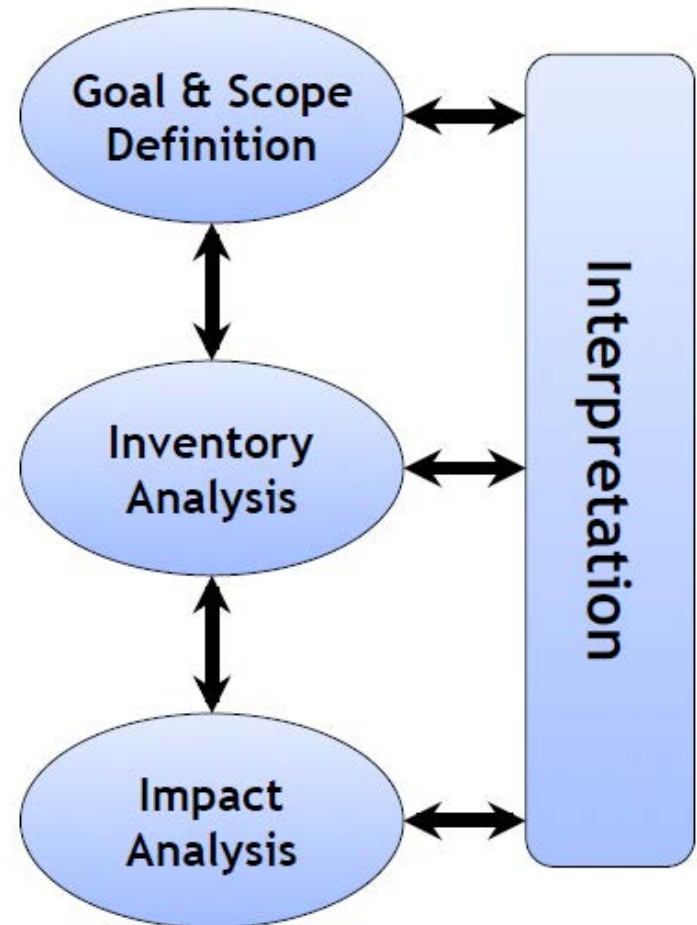 Goal & Scope
Definition
Interpretation
Inventory
Analysis
Impact
Analysis